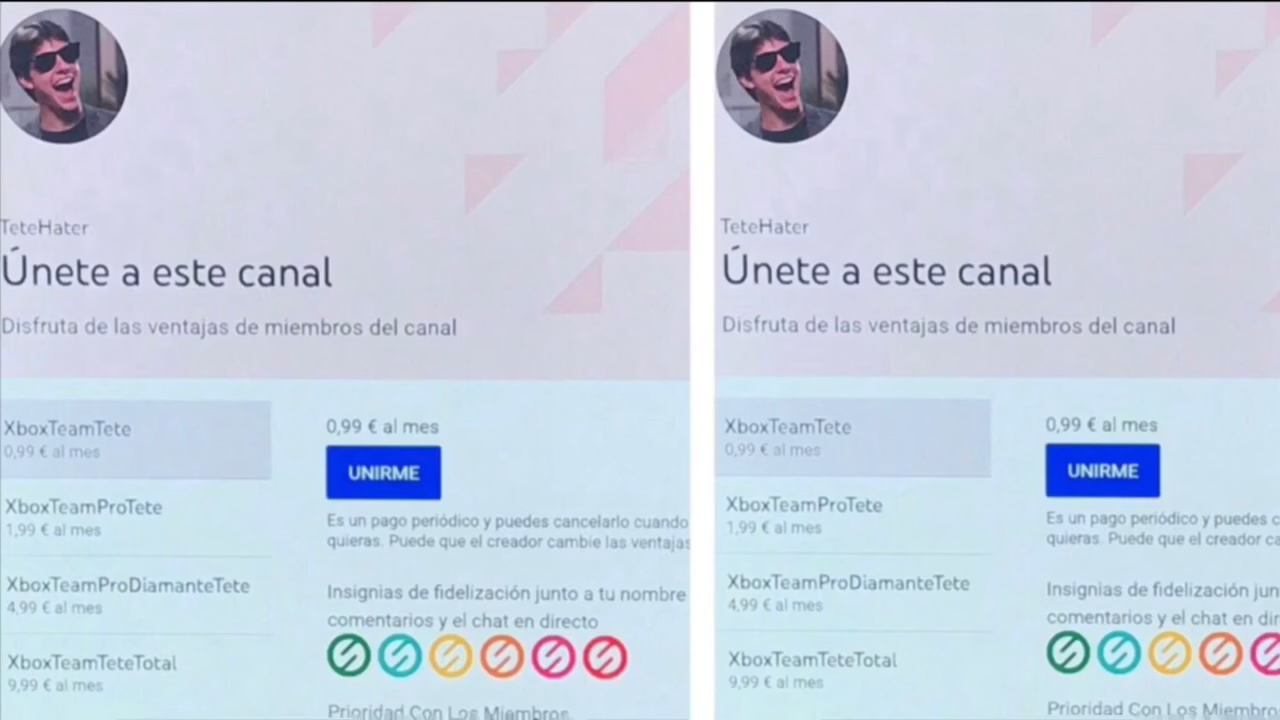 TeteHater
Únete a este canal
Disfruta de las ventajas de miembros del canal
XboxTeamTete
0,99 € al mes
XboxTeamProTete
1,99 € al mes
XboxTeamProDiamanteTete
4,99 € al mes
XboxTeamTeteTotal
9,99 € al mes
0,99 € al mes
UNIRME
Es un pago periódico y puedes cancelarlo cuando
quieras. Puede que el creador cambie las ventajas
Insignias de fidelización junto a tu nombre
comentarios y el chat en directo
Prioridad Con Los Miembros
TeteHater
Únete a este canal
Disfruta de las ventajas de miembros del canal
XboxTeamTete
0,99 € al mes
XboxTeamProTete
1,99 € al mes
XboxTeamProDiamanteTete
4,99 € al mes
XboxTeamTeteTotal
9,99 € al mes
0,99 € al mes
UNIRME
Es un pago periódico y puedes c
quieras. Puede que el creador ca
Insignias de fidelización jun
comentarios y el chat en dir
Prioridad Con Los Miembro